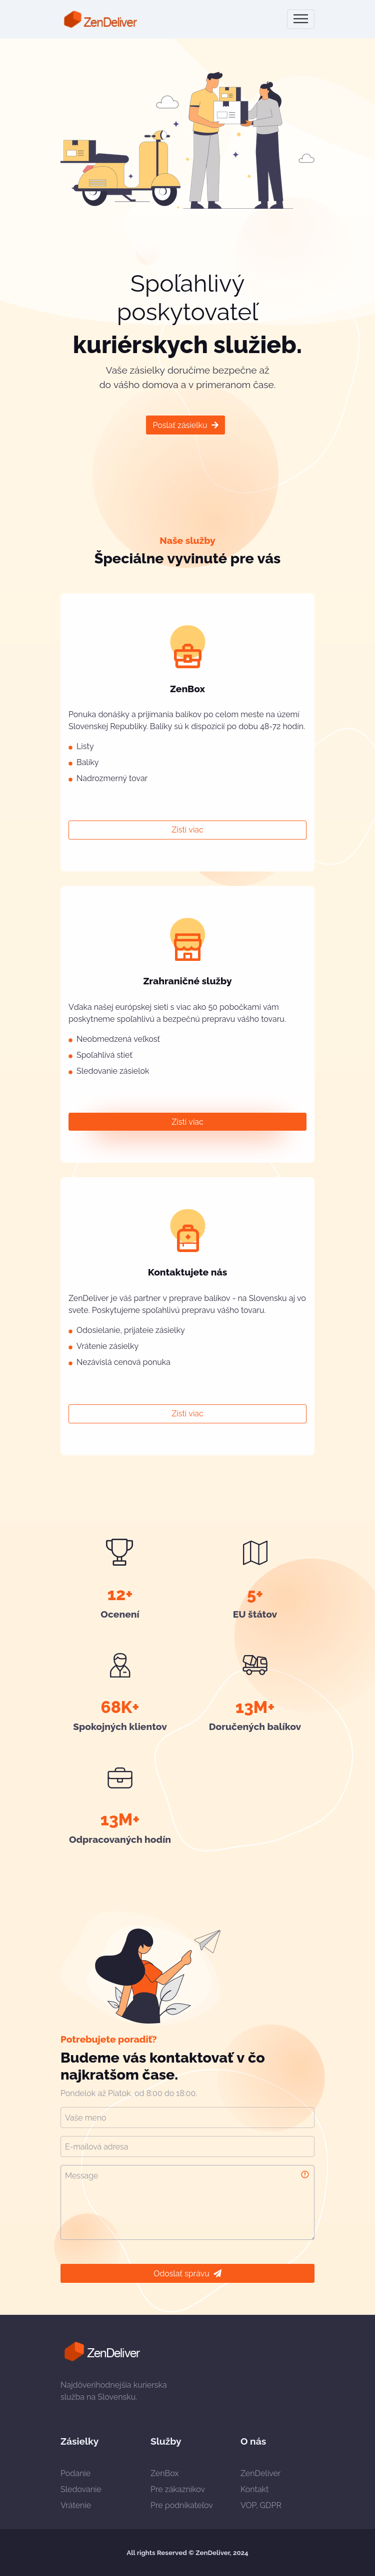 ZenDeliver
Spoľahlivý
poskytovateľ
kuriérskych služieb.
Vaše zásielky doručíme bezpečne až
do vášho domova a v primeranom čase.
Poslať zásielku
Naše služby
Špeciálne vyvinuté pre vás
ZenBox
Ponuka donášky a prijímania balíkov po celom meste na území
Slovenskej Republiky. Balíky sú k dispozícií po dobu 48-72 hodín.
Listy
Balíky
Nadrozmerný tovar
Zisti viac
Zrahraničné služby
Vďaka našej európskej sieti s viac ako 50 pobočkami vám
poskytneme spoľahlivú a bezpečnú prepravu vášho tovaru.
Neobmedzená veľkosť
Spoľahlivá stieť
Sledovanie zásielok
Zisti viac
Kontaktujete nás
ZenDeliver je váš partner v preprave balíkov - na Slovensku aj vo
svete. Poskytujeme spoľahlivú prepravu vášho tovaru.
Odosielanie, prijateie zásielky
Vrátenie zásielky
Nezávislá cenová ponuka
Zisti viac
12+
Ocenení
5+
EU štátov
68K+
Spokojných klientov
13M+
Doručených balíkov
13M+
Odpracovaných hodín
Potrebujete poradiť?
Budeme vás kontaktovať v čo
najkratšom čase.
Pondelok až Piatok, od 8:00 do 18:00.
Vaše meno
E-mailová adresa
Message
Odoslať správu
ZenDeliver
Najdôverihodnejšia kurierska
služba na Slovensku.
Zásielky
Podanie
Sledovanie
Vrátenie
Služby
ZenBox
Pre zákazníkov
Pre podnikateľov
O nás
ZenDeliver
Kontakt
VOP, GDPR
All rights Reserved © ZenDeliver, 2024